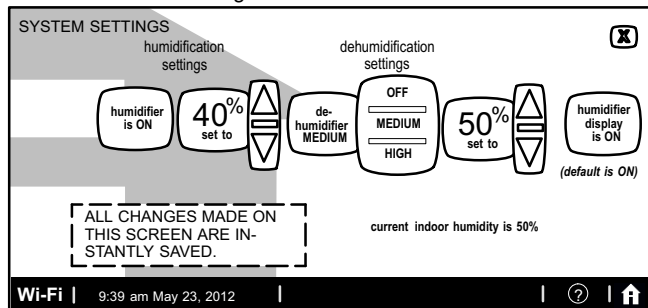 SYSTEM SETTINGS
X
humidification
settings
dehumidification
settings
humidifier
is ON
40%
set to
de-
humidifier
MEDIUM
OFF
MEDIUM
HIGH
50%
set to
humidifier
display
is ON
(default is ON)
ALL CHANGES MADE ON
THIS SCREEN ARE IN-
STANTLY SAVED.
current indoor humidity is 50%
Wi-Fi | 9:39 am May 23, 2012 | | ? |